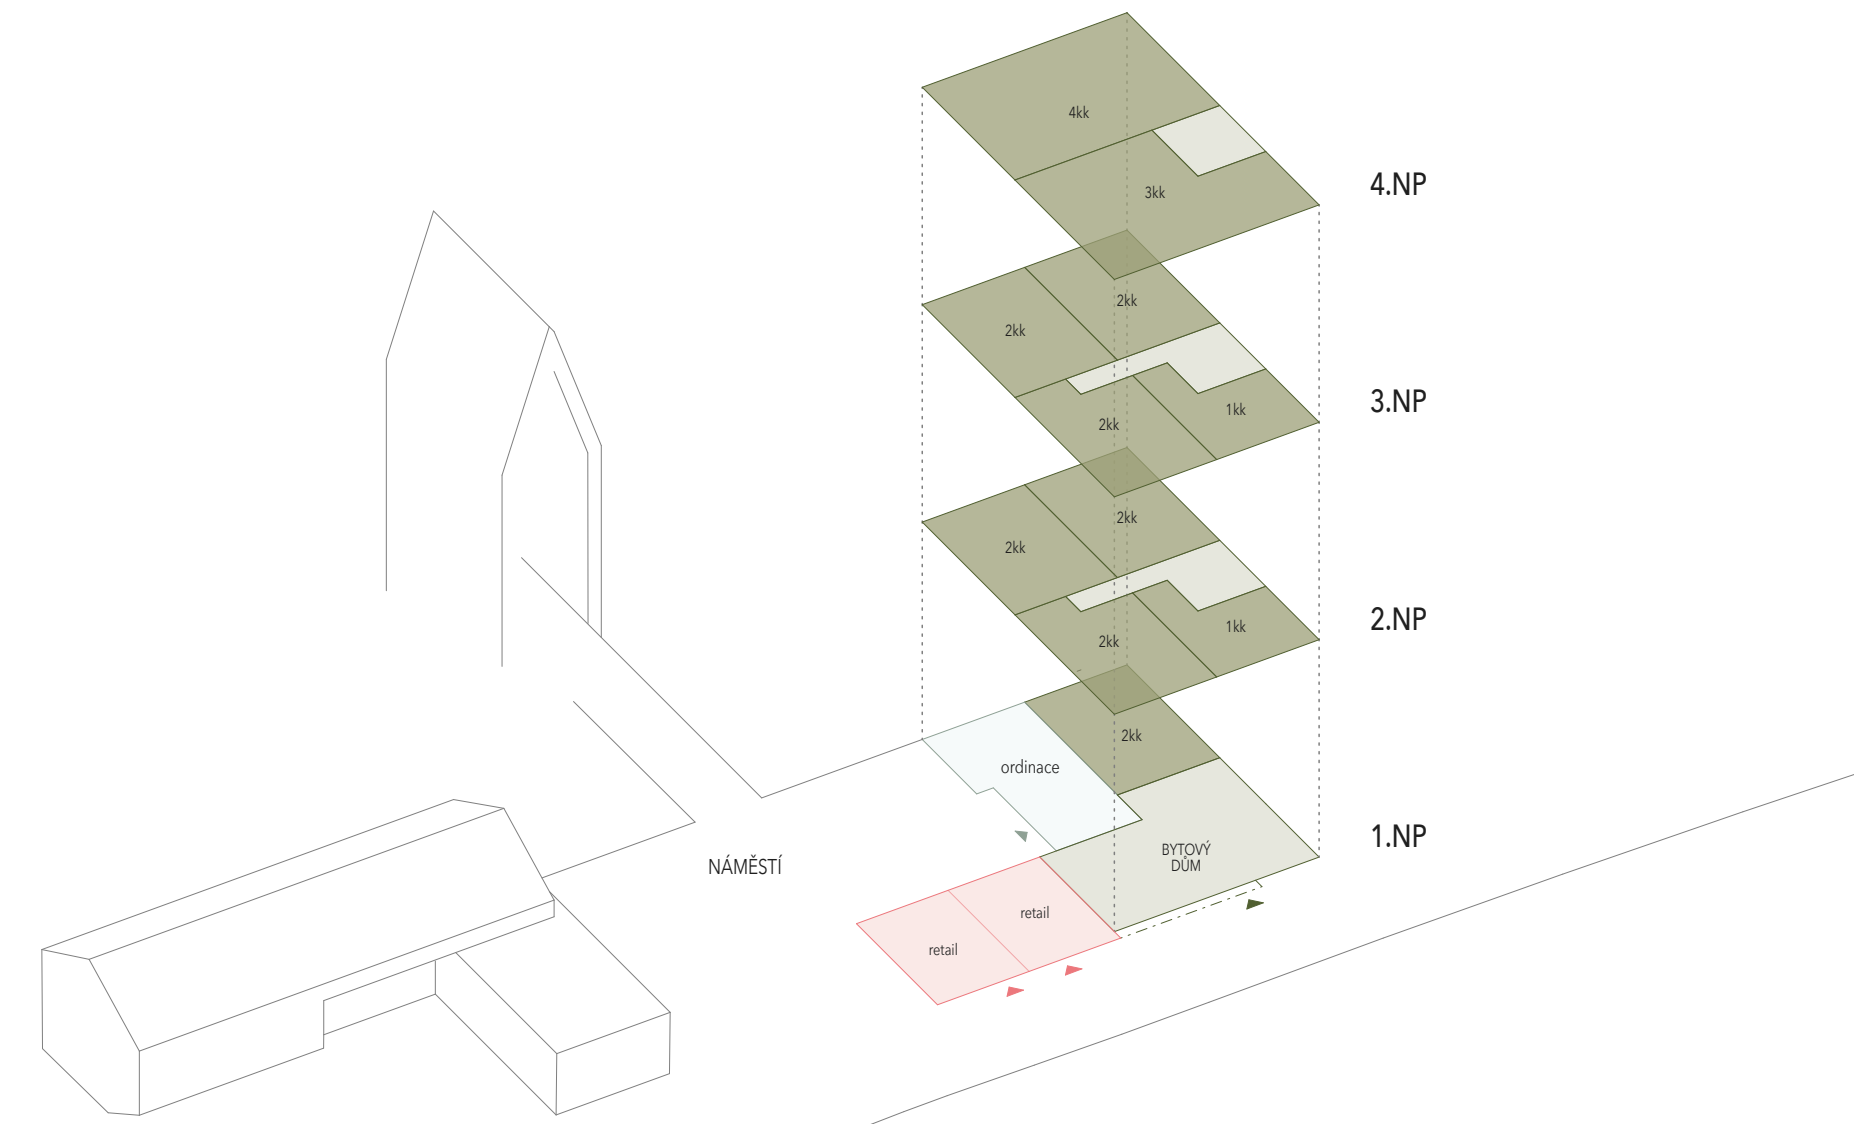 4kk
3kk
4.NP
2kk
2kk
2kk
1kk
3.NP
2kk
2kk
2kk
1kk
2.NP
2kk
ordinace
BYTOVÝ
DŮM
1.NP
NÁMĚSTÍ
retail
retail